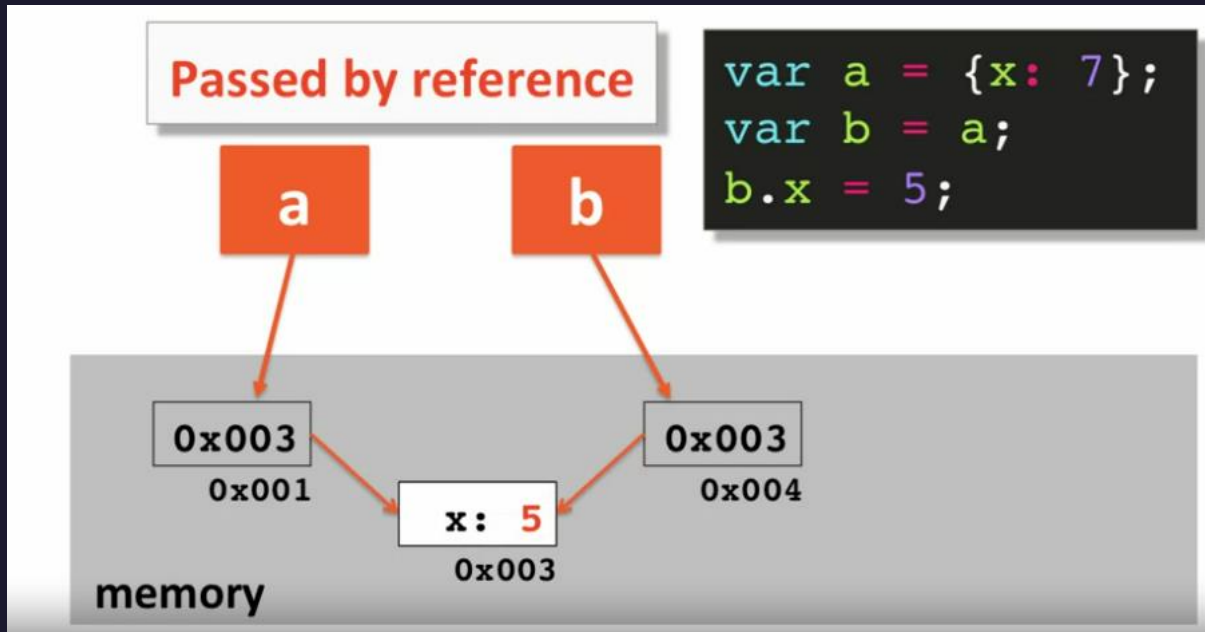 Passed by reference
var a = {x: 7};
var b = a;
b.x = 5;
a
b
0x003
0x001
0x003
0x004
x: 5
0x003
memory